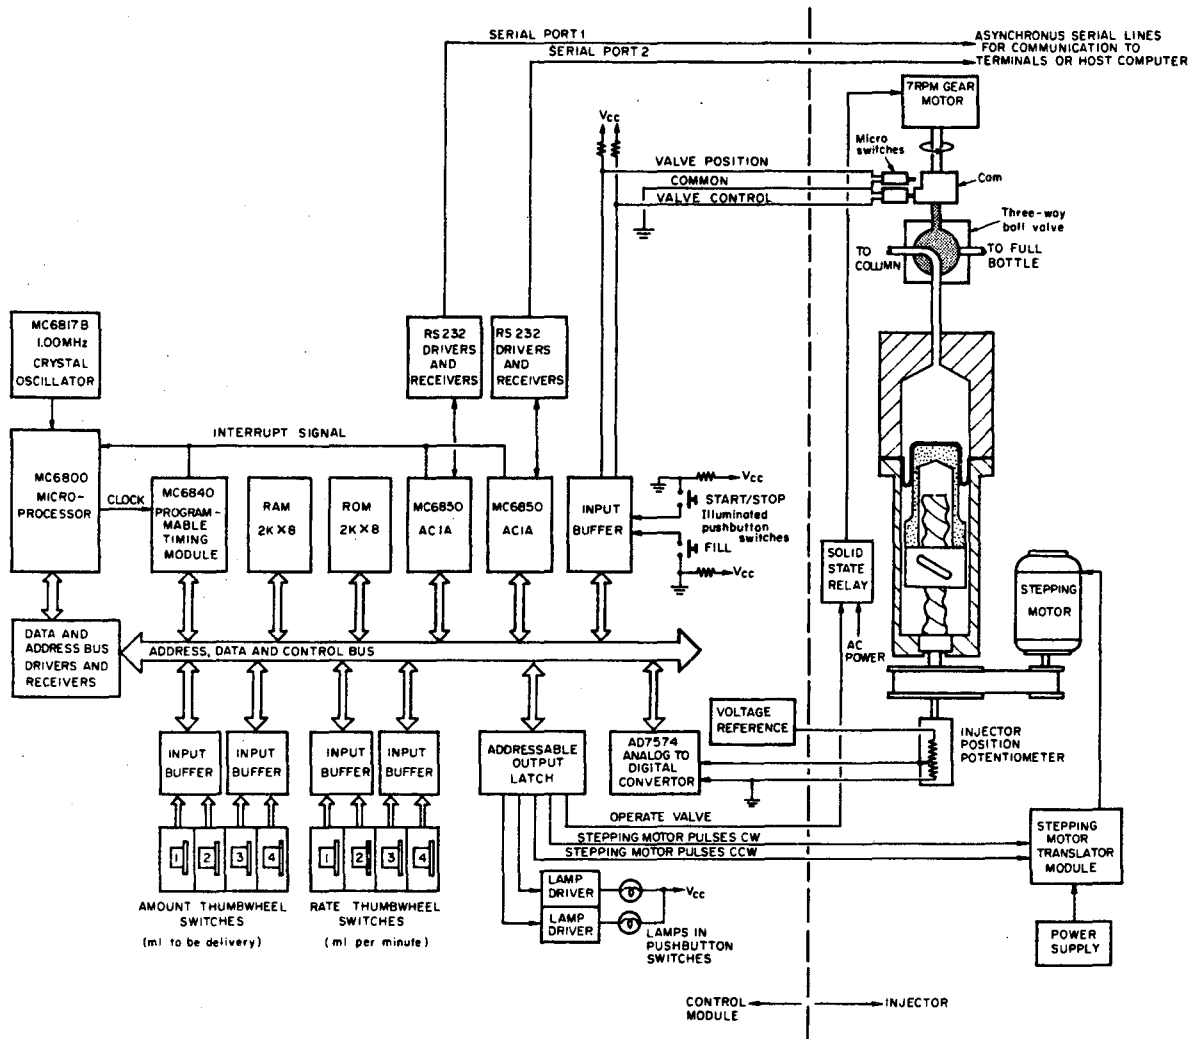 SERIAL PORT 1
SERIAL PORT 2
ASYNCHRONUS SERIAL LINES
FOR COMMUNICATION TO
TERMINALS OR HOST COMPUTER
7RPM GEAR
MOTOR
Vcc
Micro
switches
VALVE POSITION
COMMON
VALVE CONTROL
Cam
Three-way
ball valve
TO
COLUMN
TO FULL
BOTTLE
MC6817B
1.00MHz
CRYSTAL
OSCILLATOR
RS232
DRIVERS
AND
RECEIVERS
RS 232
DRIVERS
AND
RECEIVERS
INTERRUPT SIGNAL
MC6800
MICRO-
PROCESSOR
CLOCK
MC6840
PROGRAM-
MABLE
TIMING
MODULE
RAM
2K X 8
ROM
2K X 8
MC6850
ACIA
MC6850
ACIA
INPUT
BUFFER
Vcc
START/STOP
Illuminated
pushbutton
switches
FILL
Vcc
SOLID
STATE
RELAY
AC
POWER
STEPPING
MOTOR
DATA AND
ADDRESS BUS
DRIVERS AND
RECEIVERS
ADDRESS, DATA AND CONTROL BUS
INPUT
BUFFER
INPUT
BUFFER
INPUT
BUFFER
INPUT
BUFFER
ADDRESSABLE
OUTPUT
LATCH
AD7574
ANALOG TO
DIGITAL
CONVERTOR
VOLTAGE
REFERENCE
INJECTOR
POSITION
POTENTIOMETER
OPERATE VALVE
STEPPING MOTOR PULSES CW
STEPPING MOTOR PULSES CCW
STEPPING
MOTOR
TRANSLATOR
MODULE
1 2 3 4
1 2 3 4
AMOUNT THUMBWHEEL
SWITCHES
(ml to be delivery)
RATE THUMBWHEEL
SWITCHES
(ml per minute)
LAMP
DRIVER
LAMP
DRIVER
Vcc
LAMPS IN
PUSHBUTTON
SWITCHES
POWER
SUPPLY
CONTROL
MODULE
INJECTOR